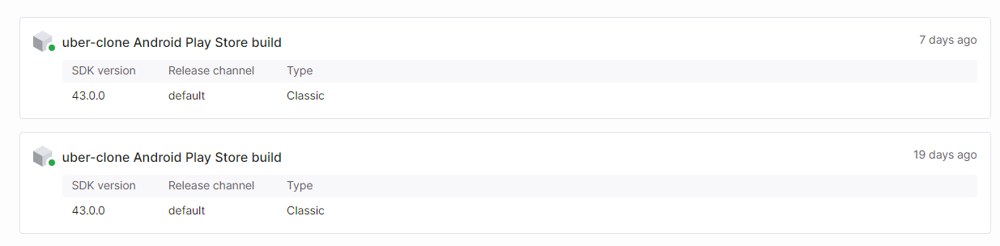 uber-clone Android Play Store build 7 days ago
SDK version Release channel Type
43.0.0 default Classic
uber-clone Android Play Store build 19 days ago
SDK version Release channel Type
43.0.0 default Classic